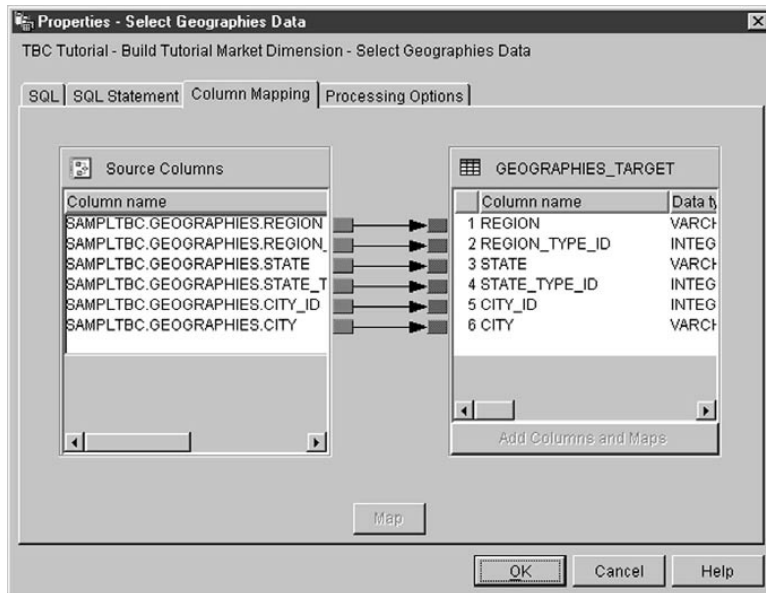 Properties - Select Geographies Data
TBC Tutorial - Build Tutorial Market Dimension - Select Geographies Data
SQL SQL Statement Column Mapping Processing Options
Source Columns
Column name
SAMPLTBC.GEOGRAPHIES.REGION
SAMPLTBC.GEOGRAPHIES.REGION_
SAMPLTBC.GEOGRAPHIES.STATE
SAMPLTBC.GEOGRAPHIES.STATE_T
SAMPLTBC.GEOGRAPHIES.CITY_ID
SAMPLTBC.GEOGRAPHIES.CITY
GEOGRAPHIES_TARGET
Column name Data ty
1 REGION VARCH
2 REGION_TYPE_ID INTEG
3 STATE VARCH
4 STATE_TYPE_ID INTEG
5 CITY_ID INTEG
6 CITY VARCH
Add Columns and Maps
Map
OK Cancel Help